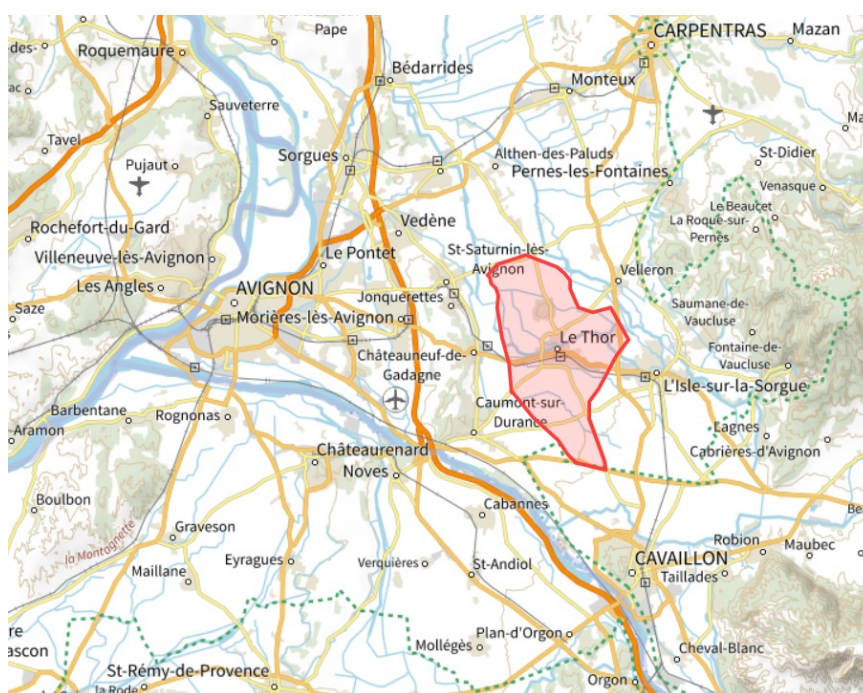 Pape
CARPENTRAS
Mazan
Roquemaure
Bédarrides
Monteux
Sauveterre
Tavel
Sorgues
Althen-des-Paluds
St-Didier
Pujaut
Pernes-les-Fontaines
Venasque
Le Beaucet
La Roque-sur-
Pernes
Rochefort-du-Gard
Vedène
Villeneuve-lès-Avignon
Le Pontet
St-Saturnin-lès-
Avignon
Velleron
Les Angles
AVIGNON
Jonquerettes
Saze
Morières-lès-Avignon
Saumane-de-
Vaucluse
Le Thor
Châteauneuf-de-
Gadagne
Fontaine-de-
Vaucluse
L'Isle-sur-la-Sorgue
Barbentane
Rognonas
Caumont-sur-
Durance
Aramon
Lagnes
Châteaurenard
Cabrières-d'Avignon
Noves
Boulbon
Cabannes
la Montagnette
Graveson
Robion
Maubec
Eyragues
Verquières
St-Andiol
CAVAILLON
Taillades
Maillane
Plan-d'Orgon
Mollégès
Cheval-Blanc
St-Rémy-de-Provence
Orgon